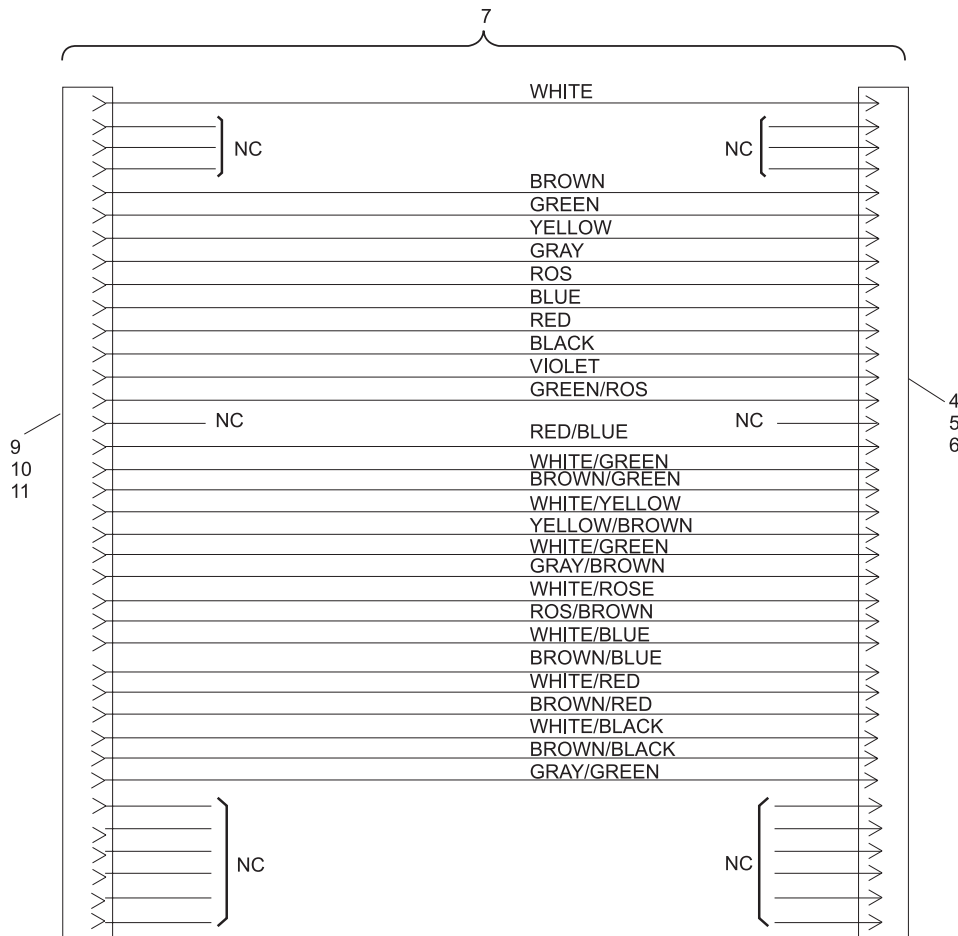 7
WHITE
NC NC
BROWN
GREEN
YELLOW
GRAY
ROS
BLUE
RED
BLACK
VIOLET
GREEN/ROS
NC NC
RED/BLUE
4
5
6
9
10
11
WHITE/GREEN
BROWN/GREEN
WHITE/YELLOW
YELLOW/BROWN
WHITE/GREEN
GRAY/BROWN
WHITE/ROSE
ROS/BROWN
WHITE/BLUE
BROWN/BLUE
WHITE/RED
BROWN/RED
WHITE/BLACK
BROWN/BLACK
GRAY/GREEN
NC NC